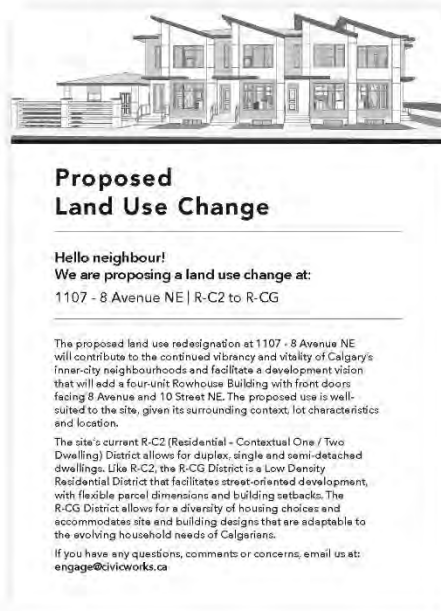 Proposed
Land Use Change
Hello neighbour!
We are proposing a land use change at:
1107 - 8 Avenue NE | R-C2 to R-CG
The proposed land use redesignation at 1107 - 8 Avenue NE
will contribute to the continued vibrancy and vitality of Calgary's
inner-city neighbourhoods and facilitate a development vision
that will add a four-unit Rowhouse Building with front doors
facing 8 Avenue and 10 Street NE. The proposed use is well-
suited to the site, given its surrounding context, lot characteristics
and location.
The site's current R-C2 (Residential - Contextual One / Two
Dwelling) District allows for duplex, single and semi-detached
dwellings. Like R-C2, the R-CG District is a Low Density
Residential District that facilitates street-oriented development,
with flexible parcel dimensions and building setbacks. The
R-CG District allows for a diversity of housing choices and
accommodates site and building designs that are adaptable to
the evolving household needs of Calgarians.
If you have any questions, comments or concerns, email us at:
engage@civicworks.ca